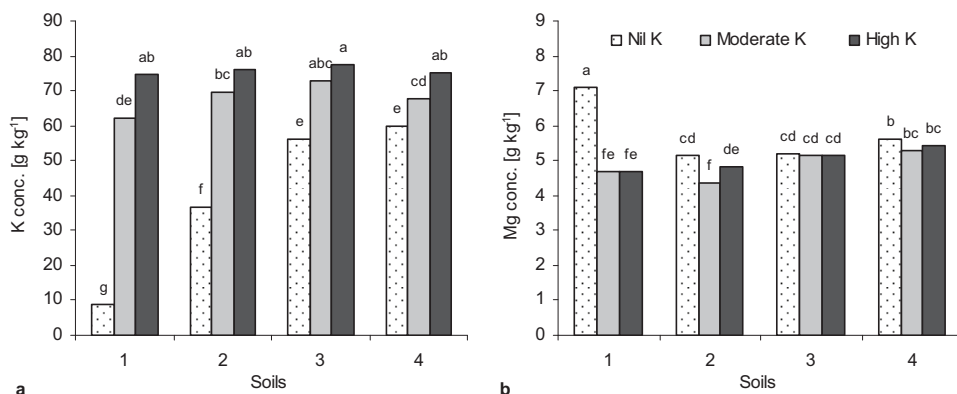 90
80
70
60
50
40
30
20
10
0
K conc. [g kg⁻¹]
g
de
ab
f
bc
ab
e
abc
a
e
cd
ab
1 2 3 4
Soils
a
9
8
7
6
5
4
3
2
1
0
Mg conc. [g kg⁻¹]
Nil K Moderate K High K
a
fe
fe
cd
f
de
cd
cd
cd
b
bc
bc
1 2 3 4
Soils
b